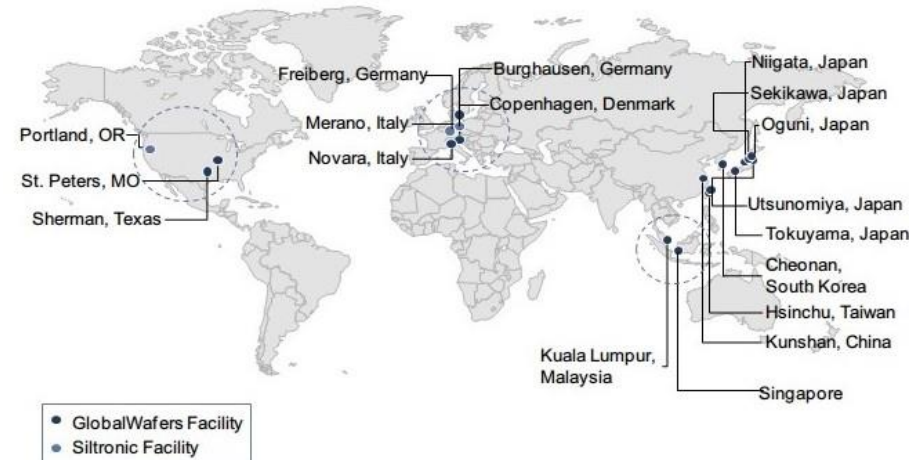 Freiberg, Germany
Burghausen, Germany
Niigata, Japan
Sekikawa, Japan
Copenhagen, Denmark
Merano, Italy
Oguni, Japan
Portland, OR
Novara, Italy
St. Peters, MO
Utsunomiya, Japan
Sherman, Texas
Tokuyama, Japan
Cheonan,
South Korea
Hsinchu, Taiwan
Kunshan, China
Kuala Lumpur,
Malaysia
Singapore
GlobalWafers Facility
Siltronic Facility